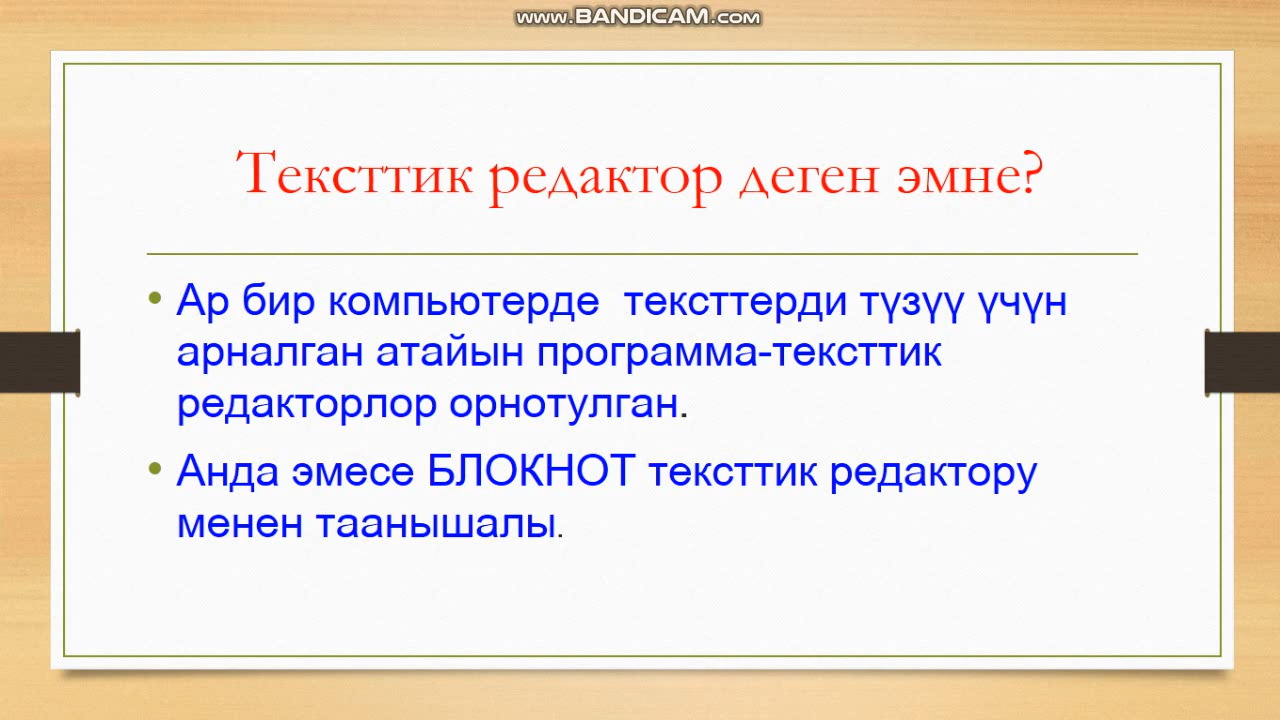 www.BANDICAM.com
Тексттик редактор деген эмне?
• Ар бир компьютерде тексттерди түзүү үчүн
арналган атайын программа-тексттик
редакторлор орнотулган.
• Анда эмесе БЛОКНОТ тексттик редактору
менен таанышалы.